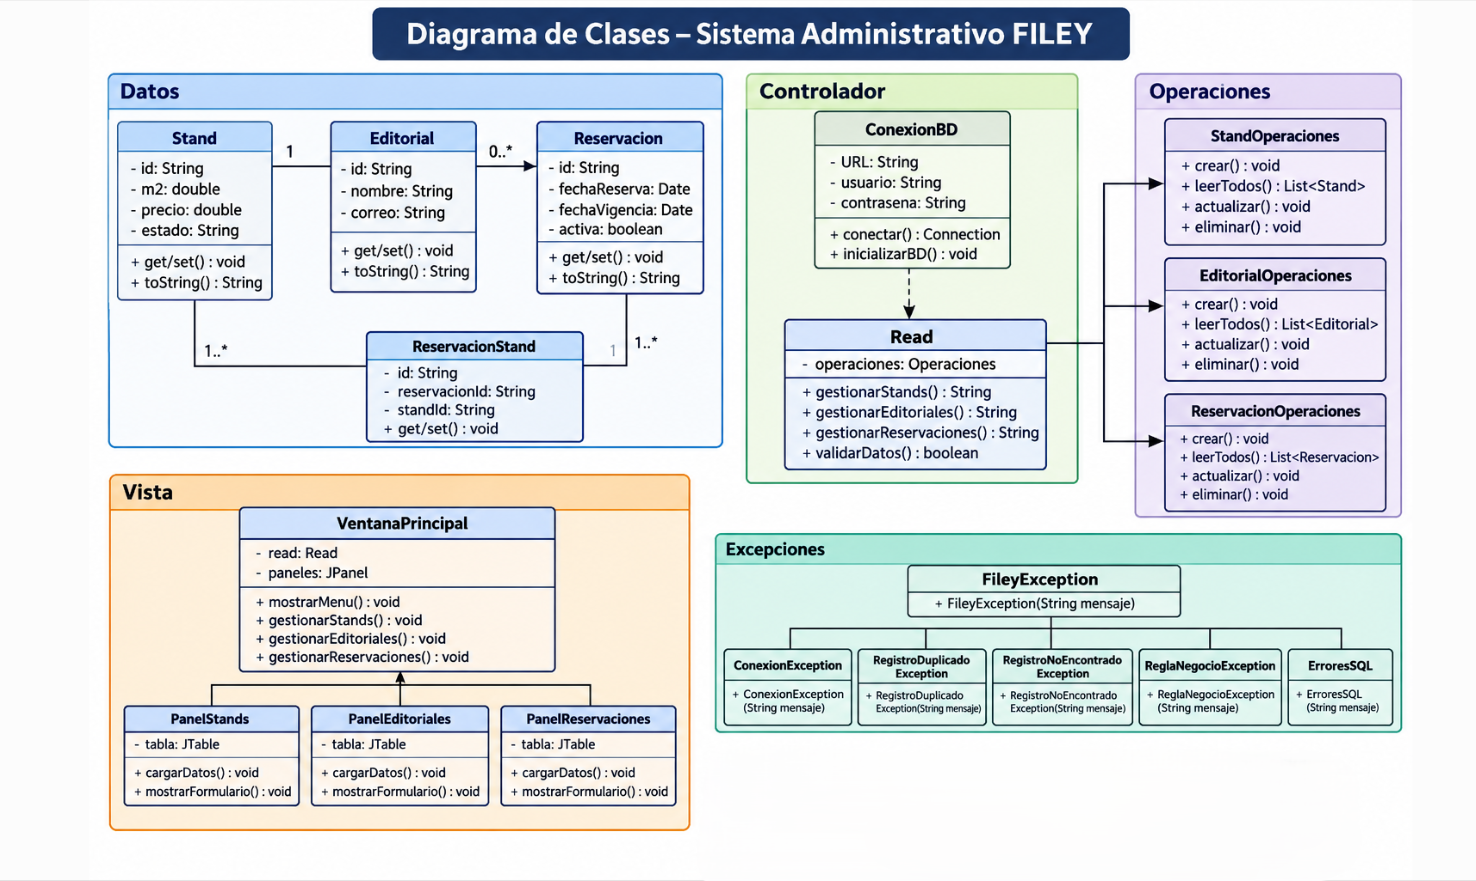 Diagrama de Clases – Sistema Administrativo FILEY
Datos
Stand
- id: String
- m2: double
- precio: double
- estado: String
+ get/set() : void
+ toString() : String
1
Editorial
- id: String
- nombre: String
- correo: String
+ get/set() : void
+ toString() : String
0..*
Reservacion
- id: String
- fechaReserva: Date
- fechaVigencia: Date
- activa: boolean
+ get/set() : void
+ toString() : String
1..*
ReservacionStand
- id: String
- reservacionId: String
- standId: String
+ get/set() : void
1
1..*
Controlador
ConexionBD
- URL: String
- usuario: String
- contrasena: String
+ conectar() : Connection
+ inicializarBD() : void
Read
- operaciones: Operaciones
+ gestionarStands() : String
+ gestionarEditoriales() : String
+ gestionarReservaciones() : String
+ validarDatos() : boolean
Operaciones
StandOperaciones
+ crear() : void
+ leerTodos() : List<Stand>
+ actualizar() : void
+ eliminar() : void
EditorialOperaciones
+ crear() : void
+ leerTodos() : List<Editorial>
+ actualizar() : void
+ eliminar() : void
ReservacionOperaciones
+ crear() : void
+ leerTodos() : List<Reservacion>
+ actualizar() : void
+ eliminar() : void
Vista
VentanaPrincipal
- read: Read
- paneles: JPanel
+ mostrarMenu() : void
+ gestionarStands() : void
+ gestionarEditoriales() : void
+ gestionarReservaciones() : void
PanelStands
- tabla: JTable
+ cargarDatos() : void
+ mostrarFormulario() : void
PanelEditoriales
- tabla: JTable
+ cargarDatos() : void
+ mostrarFormulario() : void
PanelReservaciones
- tabla: JTable
+ cargarDatos() : void
+ mostrarFormulario() : void
Excepciones
FileyException
+ FileyException(String mensaje)
ConexionException
+ ConexionException
(String mensaje)
RegistroDuplicado
Exception
+ RegistroDuplicado
Exception(String mensaje)
RegistroNoEncontrado
Exception
+ RegistroNoEncontrado
Exception(String mensaje)
ReglaNegocioException
+ ReglaNegocioException
(String mensaje)
ErroresSQL
+ ErroresSQL
(String mensaje)